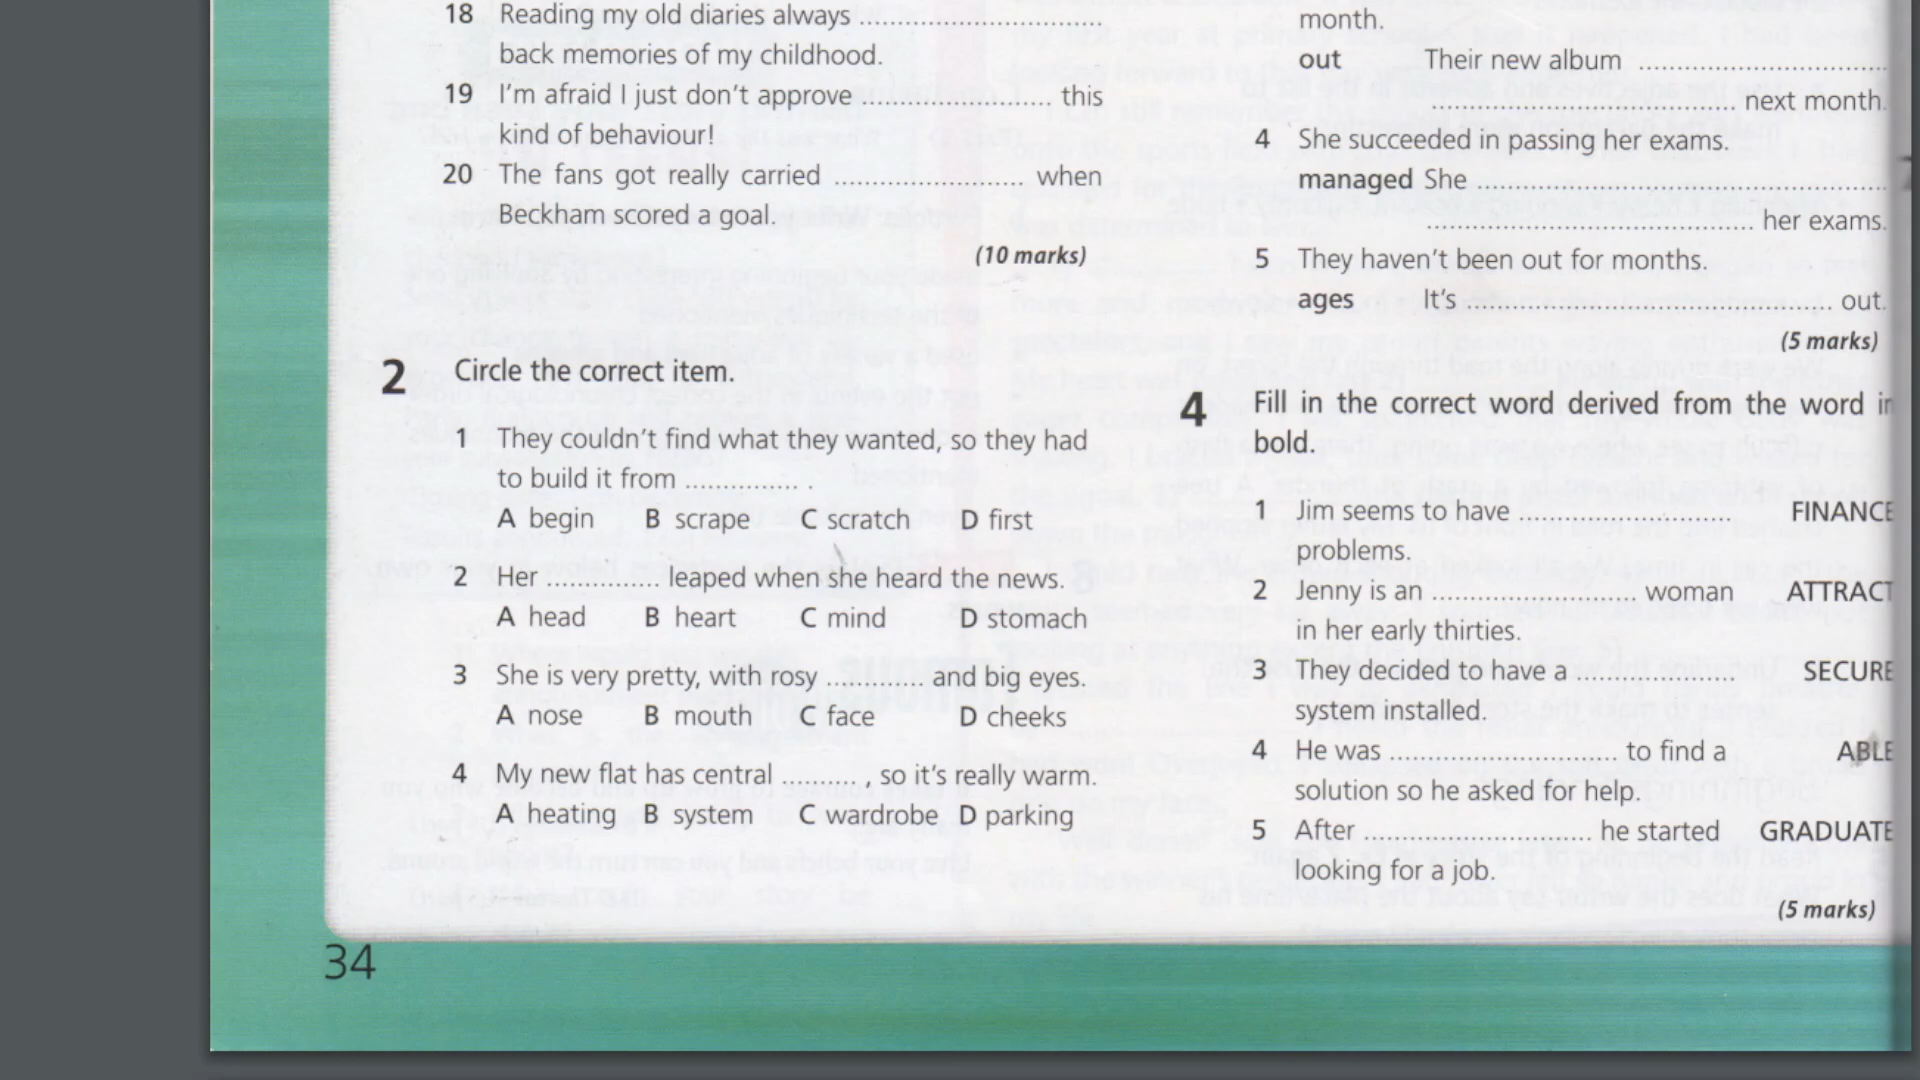 18 Reading my old diaries always ..............................
back memories of my childhood.
19 I'm afraid I just don't approve ........................ this
kind of behaviour!
20 The fans got really carried ........................ when
Beckham scored a goal.
(10 marks)
2 Circle the correct item.
1 They couldn't find what they wanted, so they had
to build it from .............. .
A begin B scrape C scratch D first
2 Her .............. leaped when she heard the news.
A head B heart C mind D stomach
3 She is very pretty, with rosy ............. and big eyes.
A nose B mouth C face D cheeks
4 My new flat has central .......... , so it's really warm.
A heating B system C wardrobe D parking
34
month.
out Their new album ..............................
....................................... next month.
4 She succeeded in passing her exams.
managed She ..................................................
......................................... her exams.
5 They haven't been out for months.
ages It's ............................................... out.
(5 marks)
4 Fill in the correct word derived from the word in
bold.
1 Jim seems to have ............................ FINANCE
problems.
2 Jenny is an .......................... woman ATTRACT
in her early thirties.
3 They decided to have a ..................... SECURE
system installed.
4 He was .............................. to find a ABLE
solution so he asked for help.
5 After ............................. he started GRADUATE
looking for a job.
(5 marks)